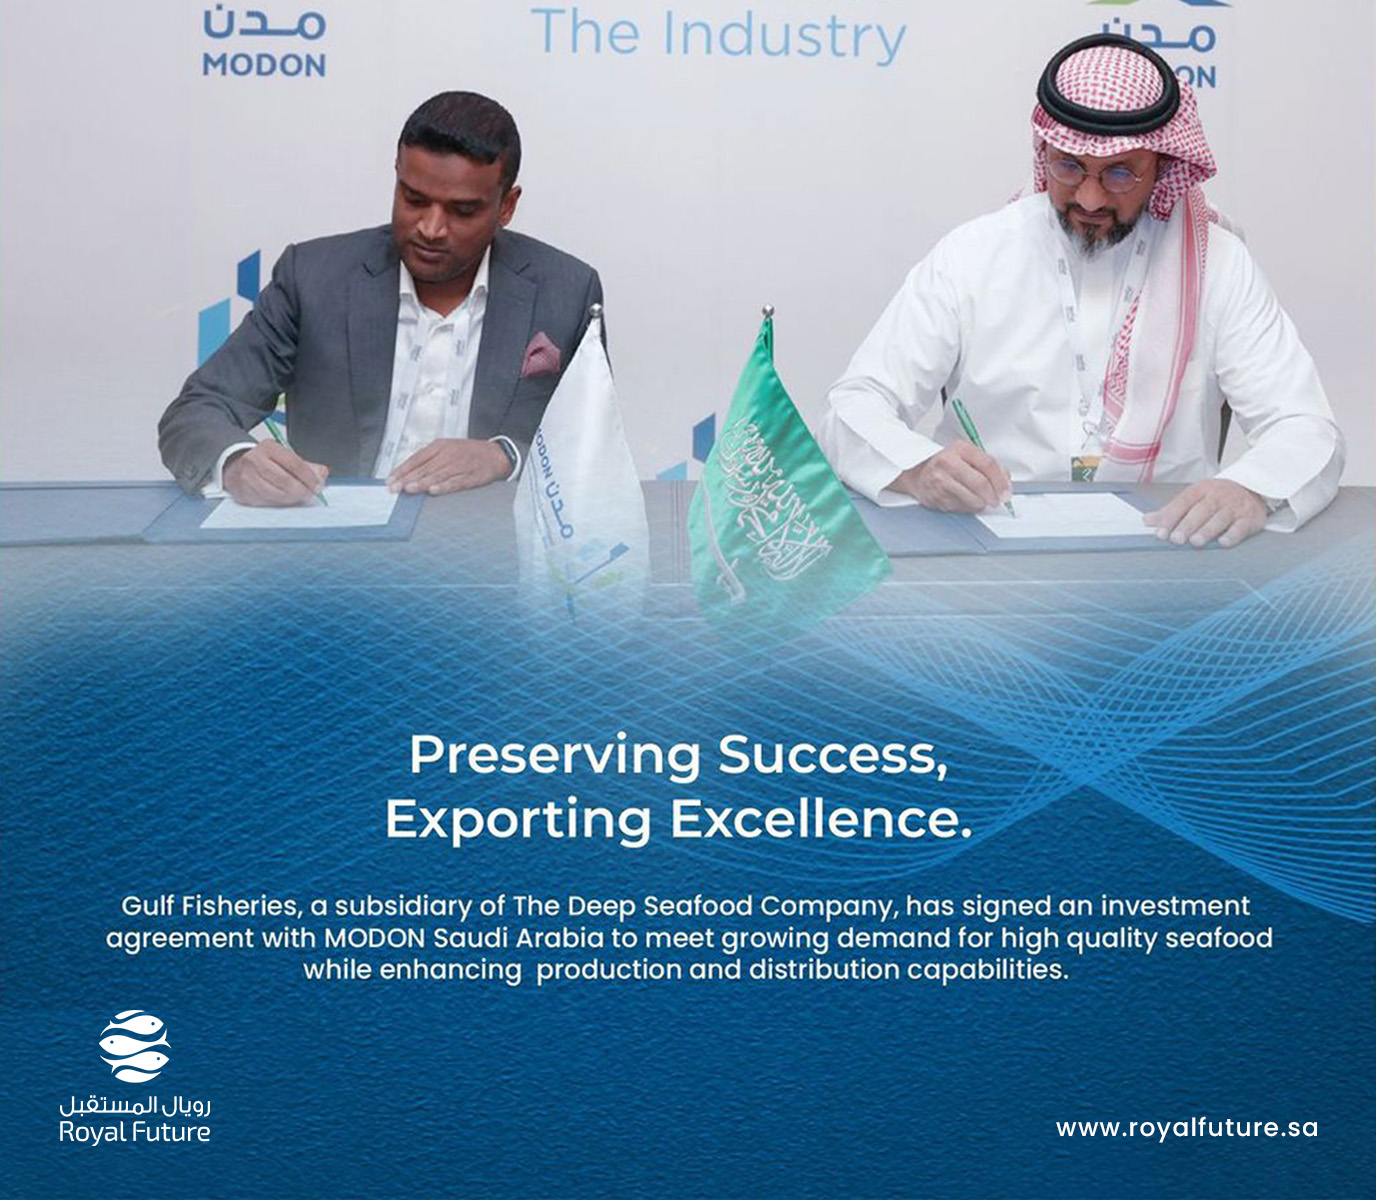 مدن
MODON
The Industry
مدن
ON
MODON
مدن
Preserving Success,
Exporting Excellence.
Gulf Fisheries, a subsidiary of The Deep Seafood Company, has signed an investment
agreement with MODON Saudi Arabia to meet growing demand for high quality seafood
while enhancing production and distribution capabilities.
رويال المستقبل
Royal Future
www.royalfuture.sa